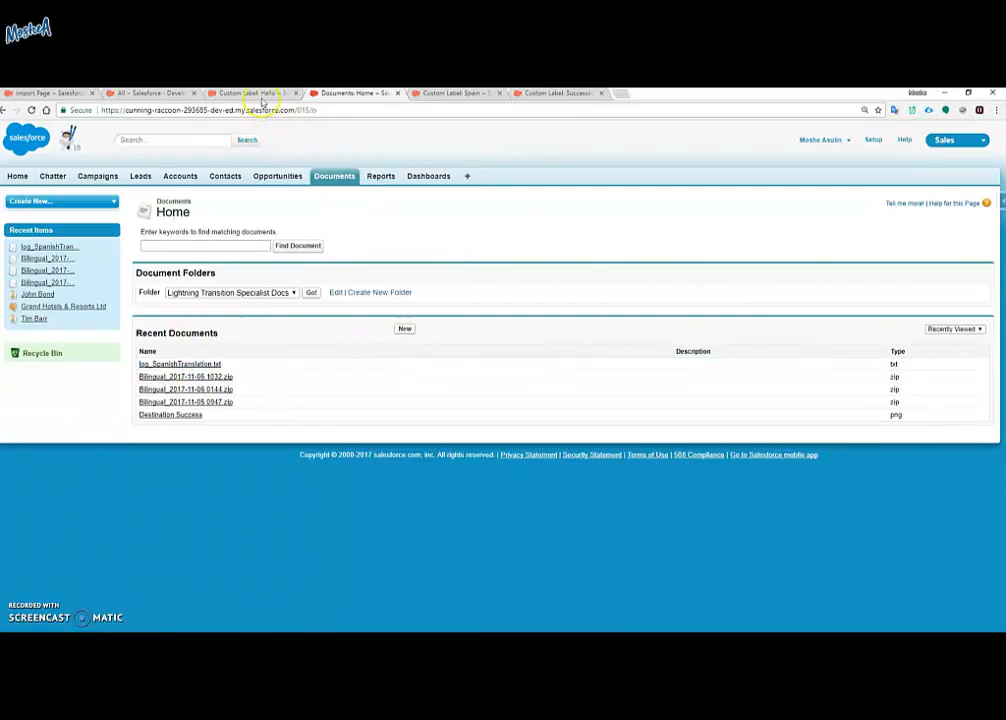 MosheA
Import Page ~ Salesforc
All ~ Salesforce - Develo
Custom Label: Hello ~ S
Documents: Home ~ Sa
Custom Label: Spain ~ S
Custom Label: Successe
Secure https://cunning-raccoon-293685-dev-ed.my.salesforce.com/015/o
salesforce
Search...
Search
Moshe Asulin
Setup
Help
Sales
Home Chatter Campaigns Leads Accounts Contacts Opportunities Documents Reports Dashboards +
Create New...
Recent Items
log_SpanishTran...
Bilingual_2017-...
Bilingual_2017-...
Bilingual_2017-...
John Bond
Grand Hotels & Resorts Ltd
Tim Barr
Recycle Bin
Documents
Home
Tell me more! | Help for this Page
Enter keywords to find matching documents.
Find Document
Document Folders
Folder Lightning Transition Specialist Docs Go! Edit | Create New Folder
Recent Documents New Recently Viewed
Name Description Type
log_SpanishTranslation.txt txt
Bilingual_2017-11-05 1032.zip zip
Bilingual_2017-11-05 0144.zip zip
Bilingual_2017-11-05 0947.zip zip
Destination Success png
Copyright © 2000-2017 salesforce.com, inc. All rights reserved. | Privacy Statement | Security Statement | Terms of Use | 508 Compliance | Go to Salesforce mobile app
RECORDED WITH
SCREENCAST MATIC